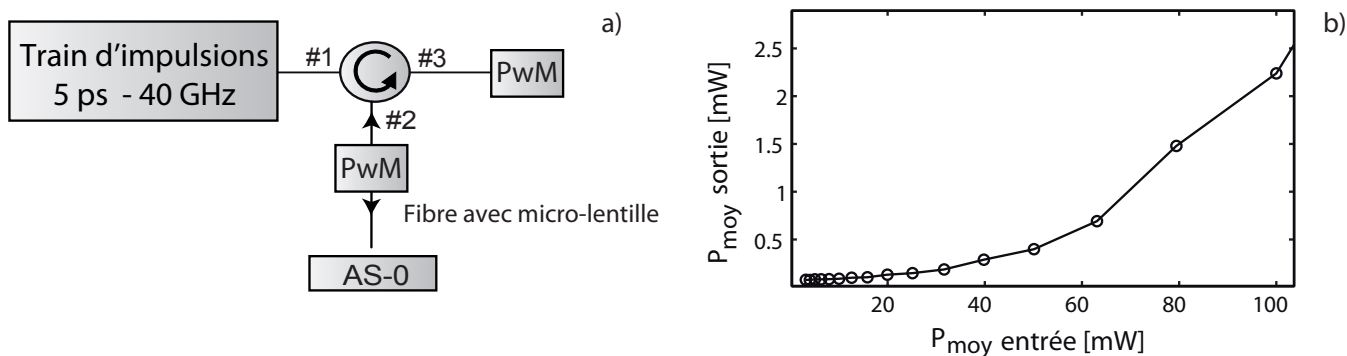 a)
Train d'impulsions
5 ps - 40 GHz
#1
#3
PwM
#2
PwM
Fibre avec micro-lentille
AS-0
b)
P_moy sortie [mW]
2.5
2
1.5
1
0.5
20 40 60 80 100
P_moy entrée [mW]